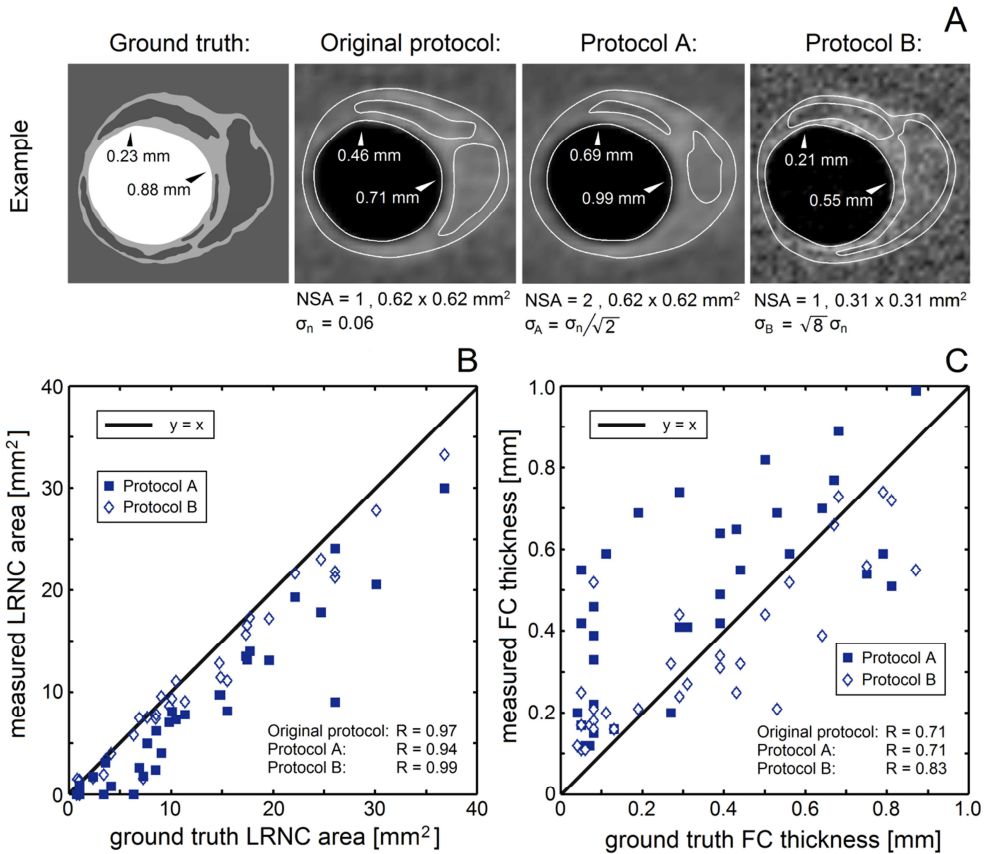 A
Ground truth:
Original protocol:
Protocol A:
Protocol B:
Example
0.23 mm
0.88 mm
0.46 mm
0.71 mm
0.69 mm
0.99 mm
0.21 mm
0.55 mm
NSA = 1 , 0.62 x 0.62 mm²
σₙ = 0.06
NSA = 2 , 0.62 x 0.62 mm²
σ_A = σₙ/√2
NSA = 1, 0.31 x 0.31 mm²
σ_B = √8 σₙ
B
measured LRNC area [mm²]
40
30
20
10
0
y = x
Protocol A
Protocol B
Original protocol: R = 0.97
Protocol A: R = 0.94
Protocol B: R = 0.99
0 10 20 30 40
ground truth LRNC area [mm²]
C
measured FC thickness [mm]
1.0
0.8
0.6
0.4
0.2
0
y = x
Protocol A
Protocol B
Original protocol: R = 0.71
Protocol A: R = 0.71
Protocol B: R = 0.83
0 0.2 0.4 0.6 0.8 1.0
ground truth FC thickness [mm]